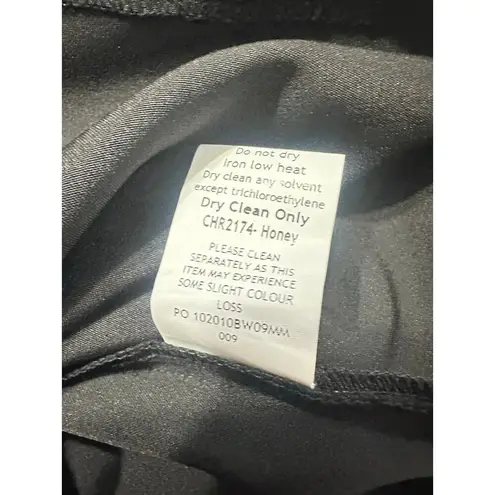 Do not dry
Iron low heat
Dry clean any solvent
except trichloroethylene
Dry Clean Only
CHR2174- Honey
PLEASE CLEAN
SEPARATELY AS THIS
ITEM MAY EXPERIENCE
SOME SLIGHT COLOUR
LOSS
PO 102010BW09MM
009